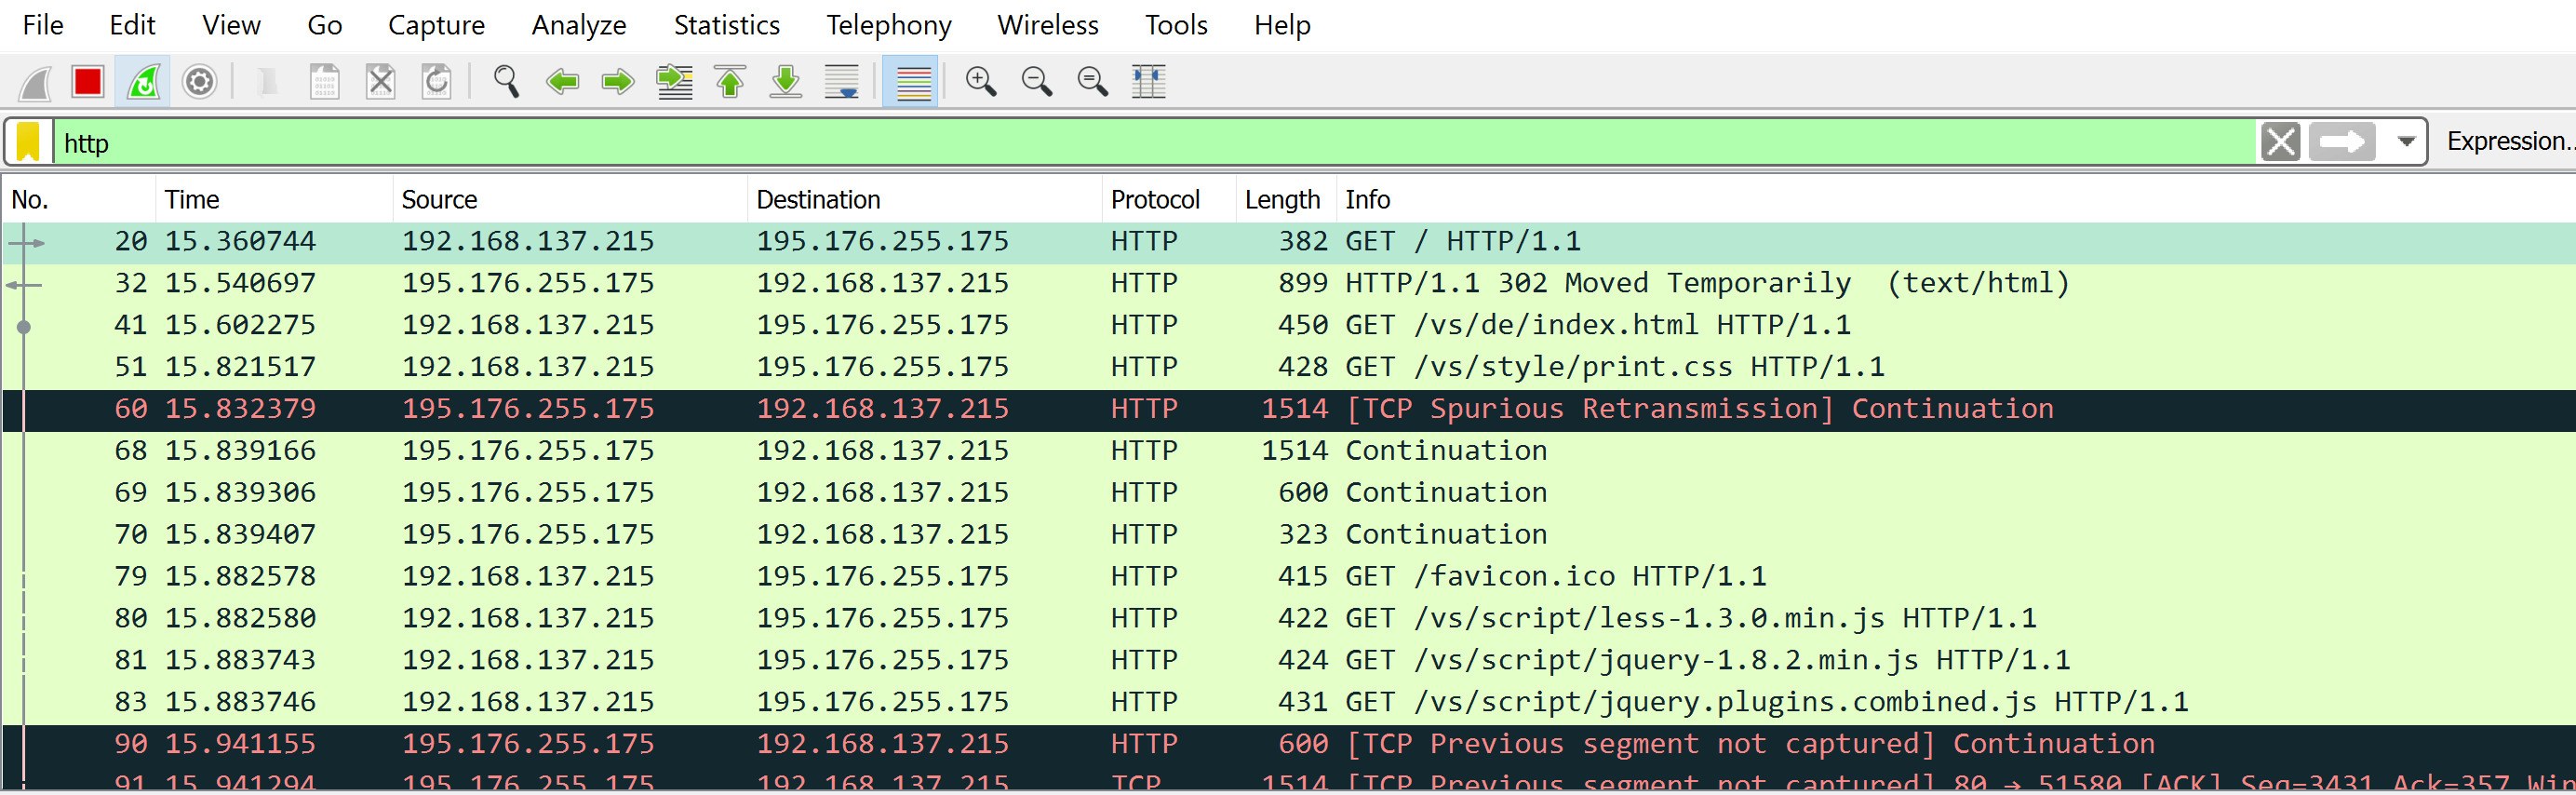 File Edit View Go Capture Analyze Statistics Telephony Wireless Tools Help
http Expression..
No. Time Source Destination Protocol Length Info
20 15.360744 192.168.137.215 195.176.255.175 HTTP 382 GET / HTTP/1.1
32 15.540697 195.176.255.175 192.168.137.215 HTTP 899 HTTP/1.1 302 Moved Temporarily (text/html)
41 15.602275 192.168.137.215 195.176.255.175 HTTP 450 GET /vs/de/index.html HTTP/1.1
51 15.821517 192.168.137.215 195.176.255.175 HTTP 428 GET /vs/style/print.css HTTP/1.1
60 15.832379 195.176.255.175 192.168.137.215 HTTP 1514 [TCP Spurious Retransmission] Continuation
68 15.839166 195.176.255.175 192.168.137.215 HTTP 1514 Continuation
69 15.839306 195.176.255.175 192.168.137.215 HTTP 600 Continuation
70 15.839407 195.176.255.175 192.168.137.215 HTTP 323 Continuation
79 15.882578 192.168.137.215 195.176.255.175 HTTP 415 GET /favicon.ico HTTP/1.1
80 15.882580 192.168.137.215 195.176.255.175 HTTP 422 GET /vs/script/less-1.3.0.min.js HTTP/1.1
81 15.883743 192.168.137.215 195.176.255.175 HTTP 424 GET /vs/script/jquery-1.8.2.min.js HTTP/1.1
83 15.883746 192.168.137.215 195.176.255.175 HTTP 431 GET /vs/script/jquery.plugins.combined.js HTTP/1.1
90 15.941155 195.176.255.175 192.168.137.215 HTTP 600 [TCP Previous segment not captured] Continuation
91 15.941294 195.176.255.175 192.168.137.215 TCP 1514 [TCP Previous segment not captured] 80 → 51580 [ACK] Seq=3431 Ack=357 Win